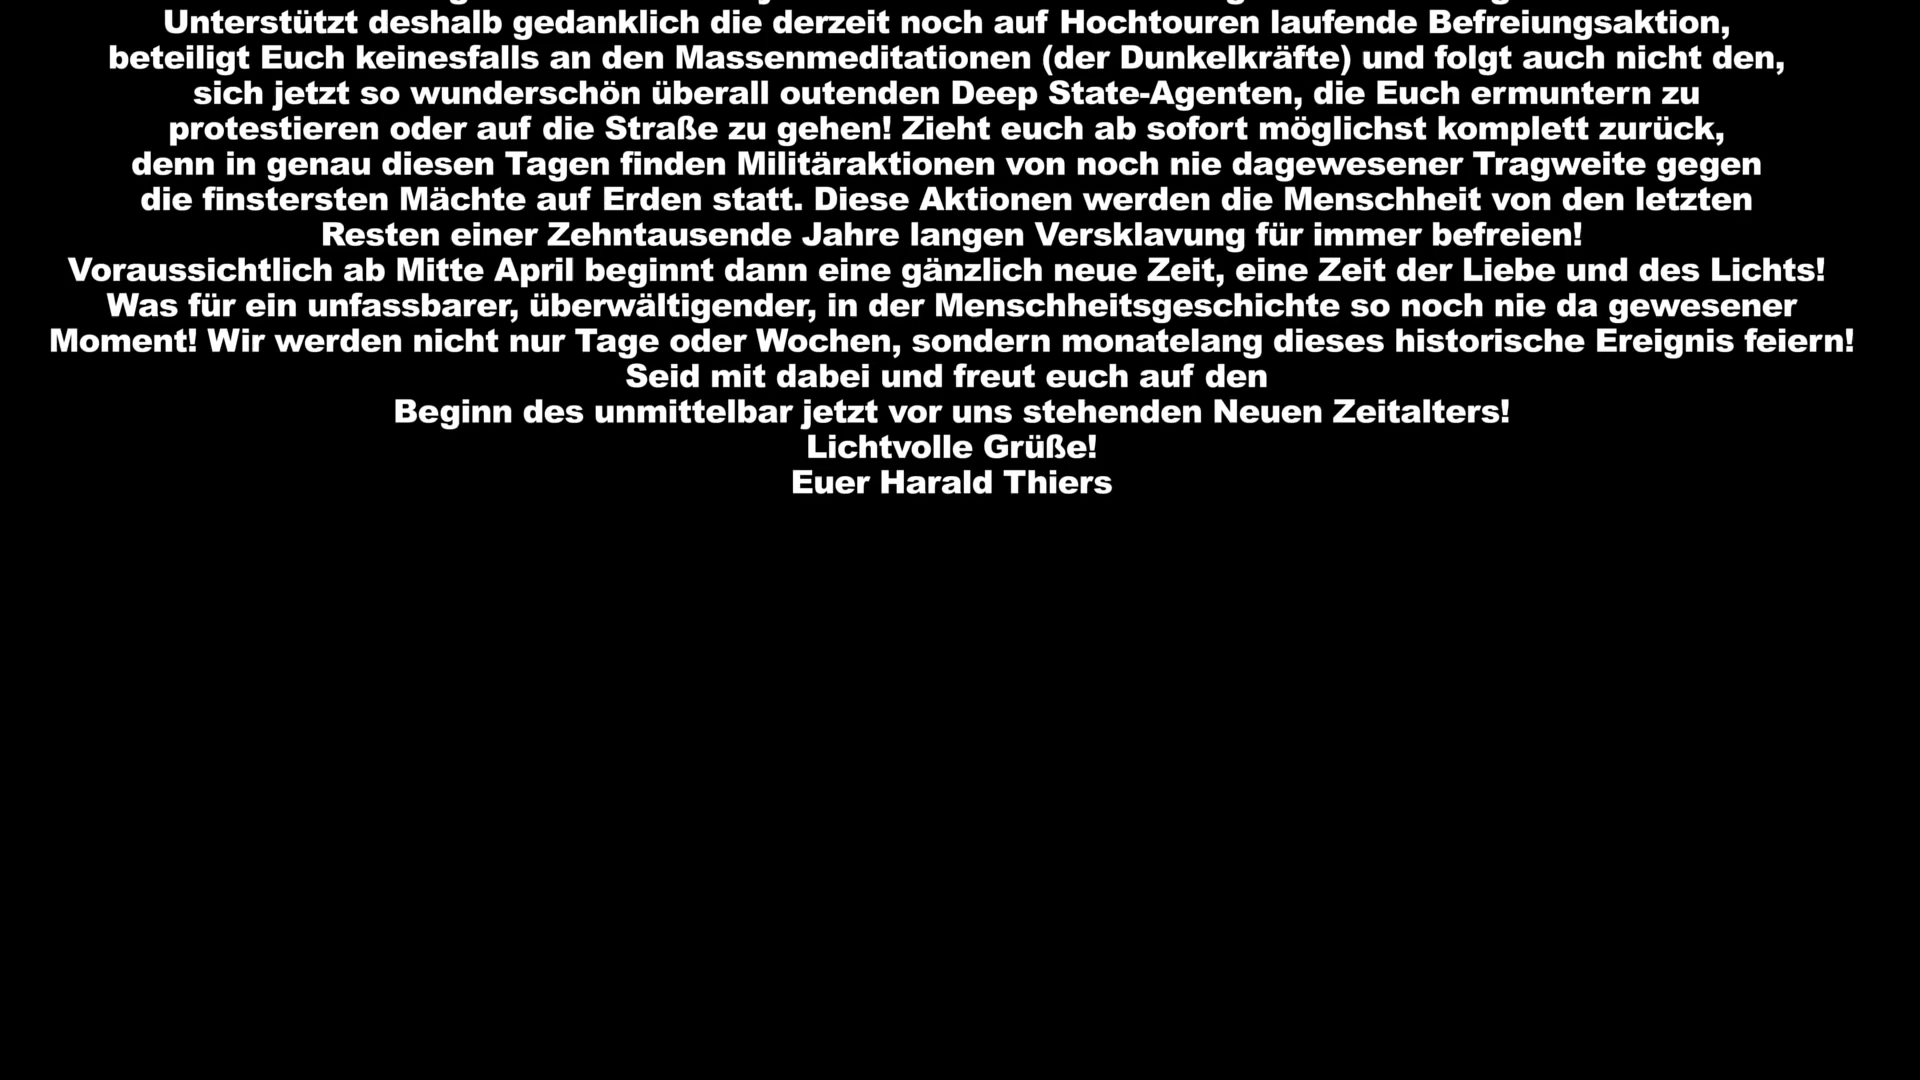 Unterstützt deshalb gedanklich die derzeit noch auf Hochtouren laufende Befreiungsaktion,
beteiligt Euch keinesfalls an den Massenmeditationen (der Dunkelkräfte) und folgt auch nicht den,
sich jetzt so wunderschön überall outenden Deep State-Agenten, die Euch ermuntern zu
protestieren oder auf die Straße zu gehen! Zieht euch ab sofort möglichst komplett zurück,
denn in genau diesen Tagen finden Militäraktionen von noch nie dagewesener Tragweite gegen
die finstersten Mächte auf Erden statt. Diese Aktionen werden die Menschheit von den letzten
Resten einer Zehntausende Jahre langen Versklavung für immer befreien!
Voraussichtlich ab Mitte April beginnt dann eine gänzlich neue Zeit, eine Zeit der Liebe und des Lichts!
Was für ein unfassbarer, überwältigender, in der Menschheitsgeschichte so noch nie da gewesener
Moment! Wir werden nicht nur Tage oder Wochen, sondern monatelang dieses historische Ereignis feiern!
Seid mit dabei und freut euch auf den
Beginn des unmittelbar jetzt vor uns stehenden Neuen Zeitalters!
Lichtvolle Grüße!
Euer Harald Thiers